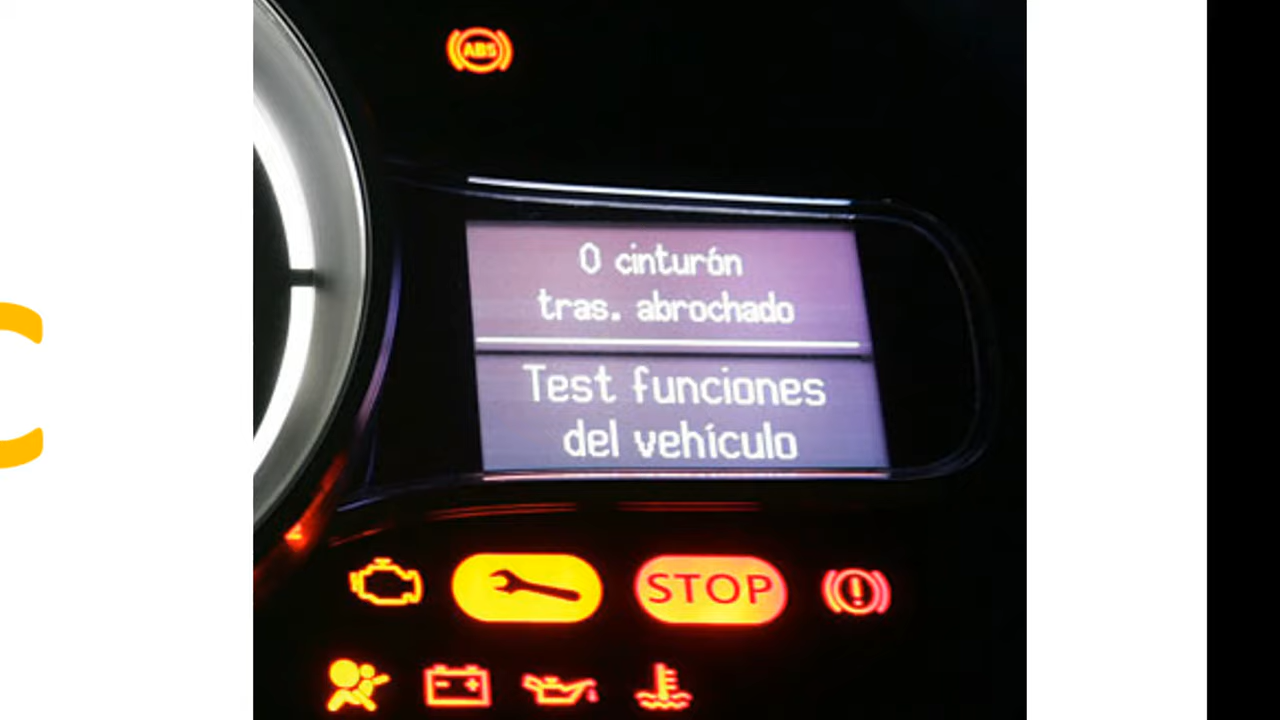 ABS
0 cinturón
tras. abrochado
Test funciones
del vehículo
STOP